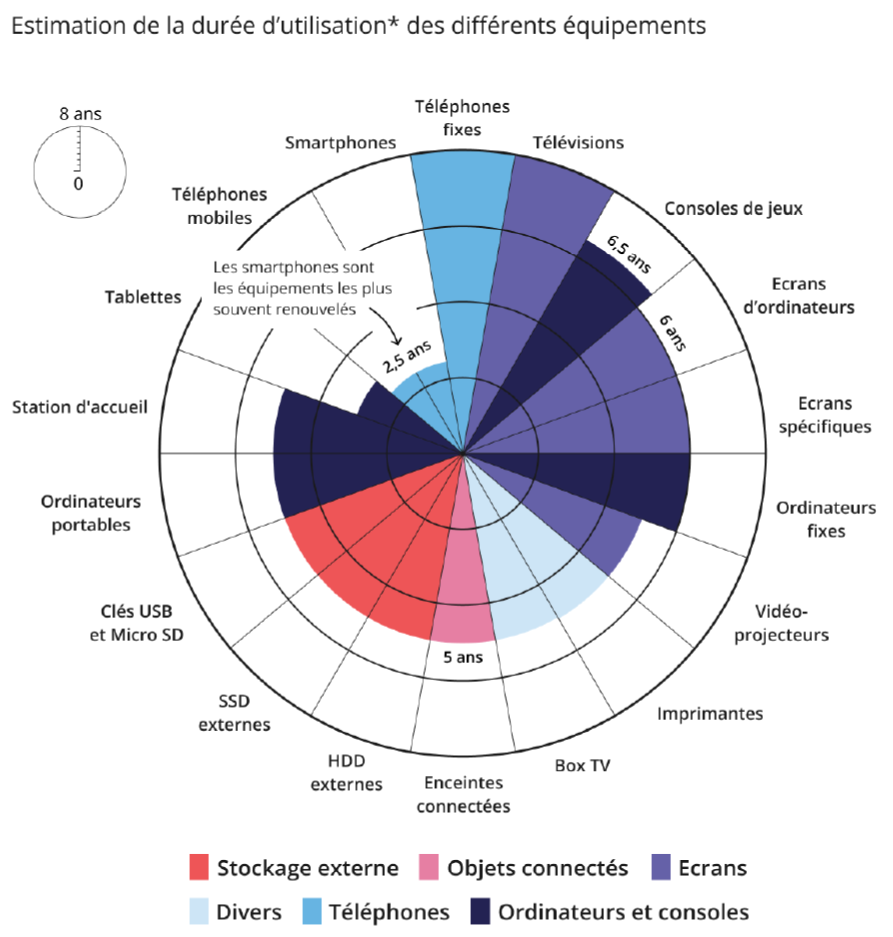 Estimation de la durée d’utilisation* des différents équipements
8 ans
0
Téléphones
fixes
Télévisions
Consoles de jeux
Ecrans
d’ordinateurs
Ecrans
spécifiques
Ordinateurs
fixes
Vidéo-
projecteurs
Imprimantes
Box TV
Enceintes
connectées
HDD
externes
SSD
externes
Clés USB
et Micro SD
Ordinateurs
portables
Station d'accueil
Tablettes
Téléphones
mobiles
Smartphones
Les smartphones sont
les équipements les plus
souvent renouvelés
2,5 ans
6,5 ans
6 ans
5 ans
Stockage externe
Objets connectés
Ecrans
Divers
Téléphones
Ordinateurs et consoles